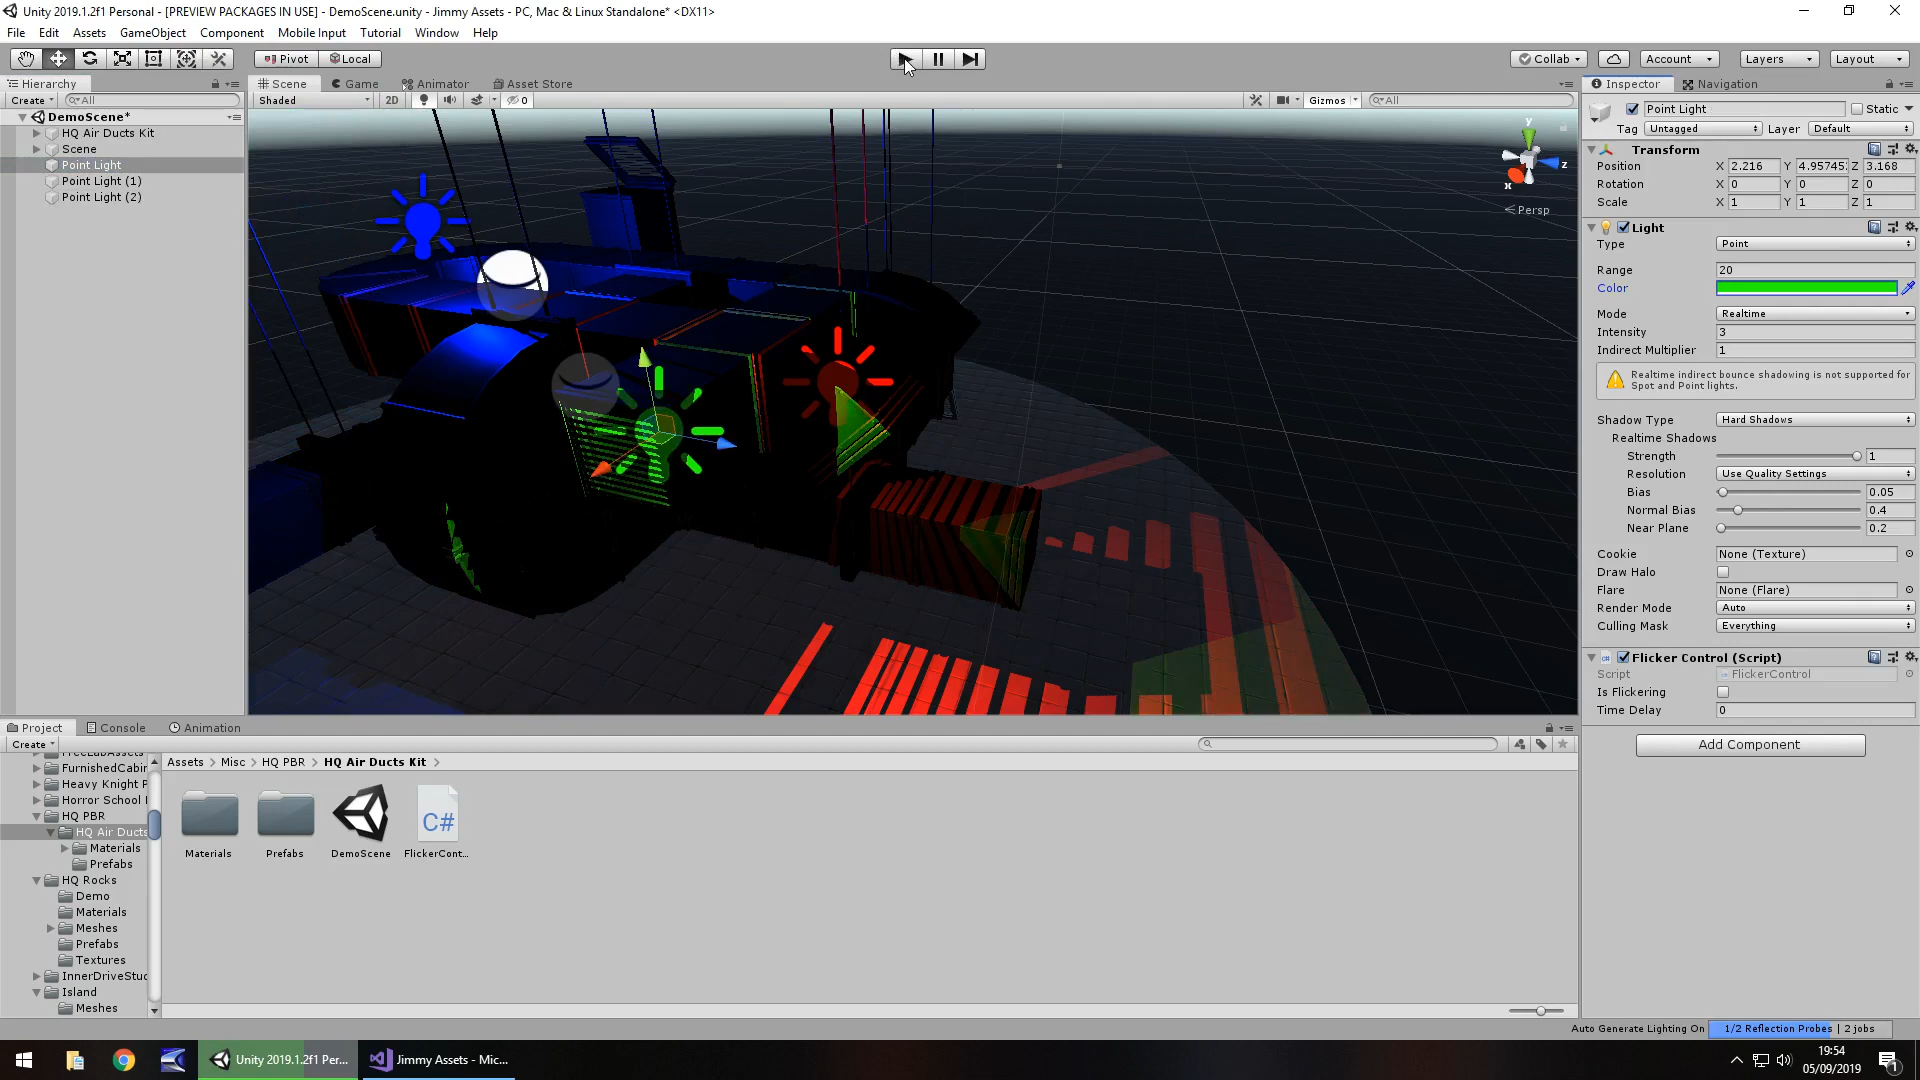 Unity 2019.1.2f1 Personal - [PREVIEW PACKAGES IN USE] - DemoScene.unity - Jimmy Assets - PC, Mac & Linux Standalone* <DX11>
File Edit Assets GameObject Component Mobile Input Tutorial Window Help
Pivot Local
Collab Account Layers Layout
Hierarchy
Create All
DemoScene*
HQ Air Ducts Kit
Scene
Point Light
Point Light (1)
Point Light (2)
Scene Game Animator Asset Store
Shaded 2D 0 Gizmos All
y
z
x
Persp
Inspector Navigation
Point Light Static
Tag Untagged Layer Default
Transform
Position X 2.216 Y 4.95745 Z 3.168
Rotation X 0 Y 0 Z 0
Scale X 1 Y 1 Z 1
Light
Type Point
Range 20
Color
Mode Realtime
Intensity 3
Indirect Multiplier 1
Realtime indirect bounce shadowing is not supported for
Spot and Point lights.
Shadow Type Hard Shadows
Realtime Shadows
Strength 1
Resolution Use Quality Settings
Bias 0.05
Normal Bias 0.4
Near Plane 0.2
Cookie None (Texture)
Draw Halo
Flare None (Flare)
Render Mode Auto
Culling Mask Everything
Flicker Control (Script)
Script FlickerControl
Is Flickering
Time Delay 0
Add Component
Project Console Animation
Create
FreeLabAssets
FurnishedCabir
Heavy Knight P
Horror School
HQ PBR
HQ Air Ducts
Materials
Prefabs
HQ Rocks
Demo
Materials
Meshes
Prefabs
Textures
InnerDriveStuc
Island
Meshes
Assets > Misc > HQ PBR > HQ Air Ducts Kit >
C#
Materials Prefabs DemoScene FlickerCont...
Auto Generate Lighting On 1/2 Reflection Probes | 2 jobs
Unity 2019.1.2f1 Per... Jimmy Assets - Mic...
19:54
05/09/2019
1